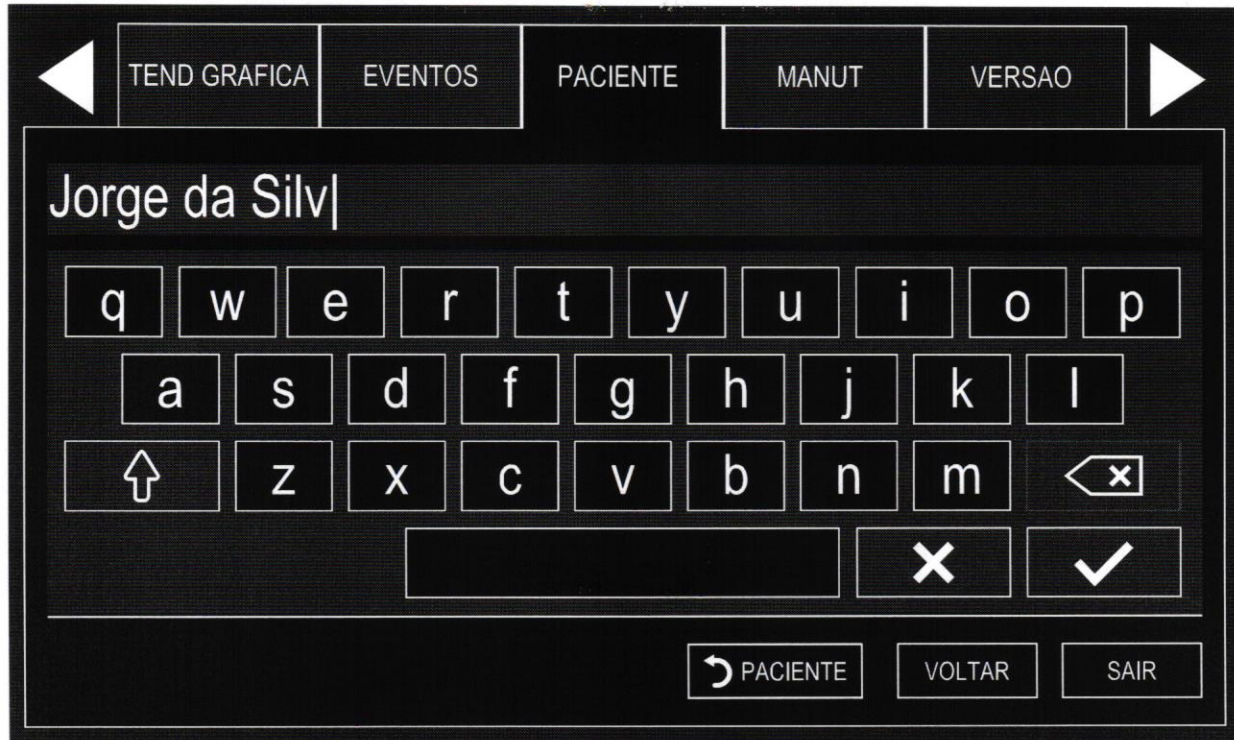 TEND GRAFICA EVENTOS PACIENTE MANUT VERSAO
Jorge da Silv
q w e r t y u i o p
a s d f g h j k l
z x c v b n m
PACIENTE VOLTAR SAIR